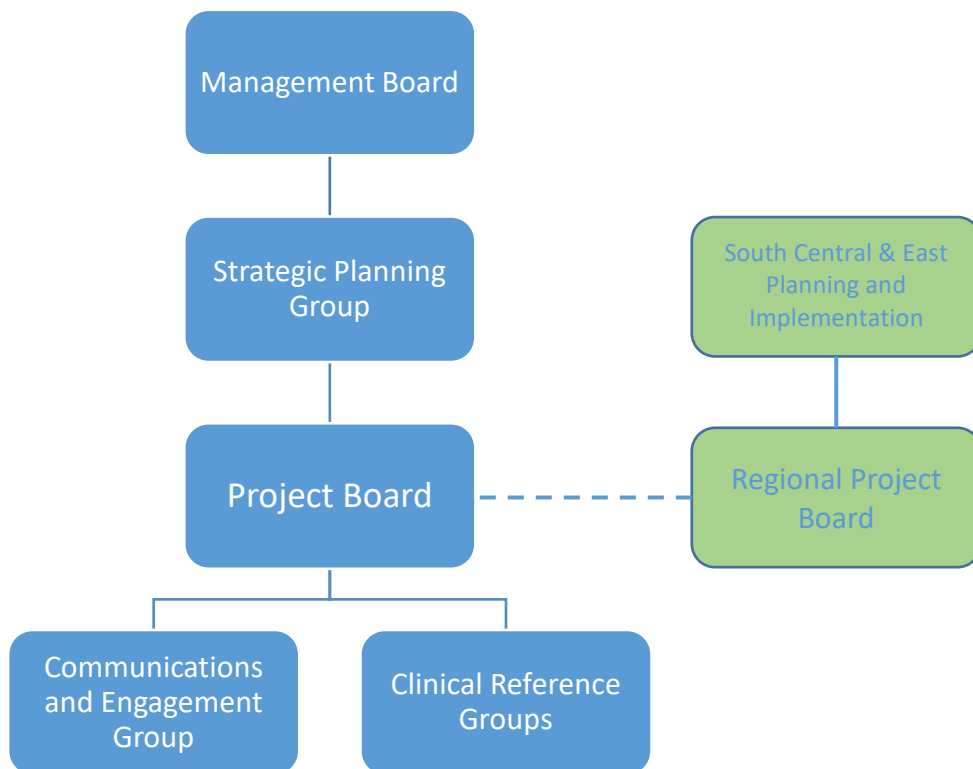 Management Board
Strategic Planning
Group
South Central & East
Planning and
Implementation
Project Board
Regional Project
Board
Communications
and Engagement
Group
Clinical Reference
Groups